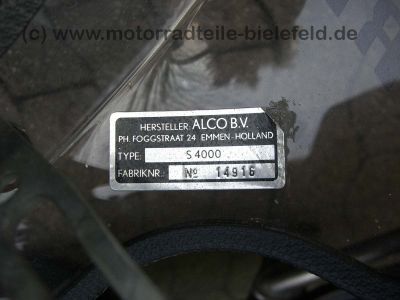 (c) www.motorradteile-bielefeld.de
HERSTELLER: ALCO B.V.
PH. FOGGSTRAAT 24 EMMEN-HOLLAND
TYPE: S 4000
FABRIKNR.: № 14916